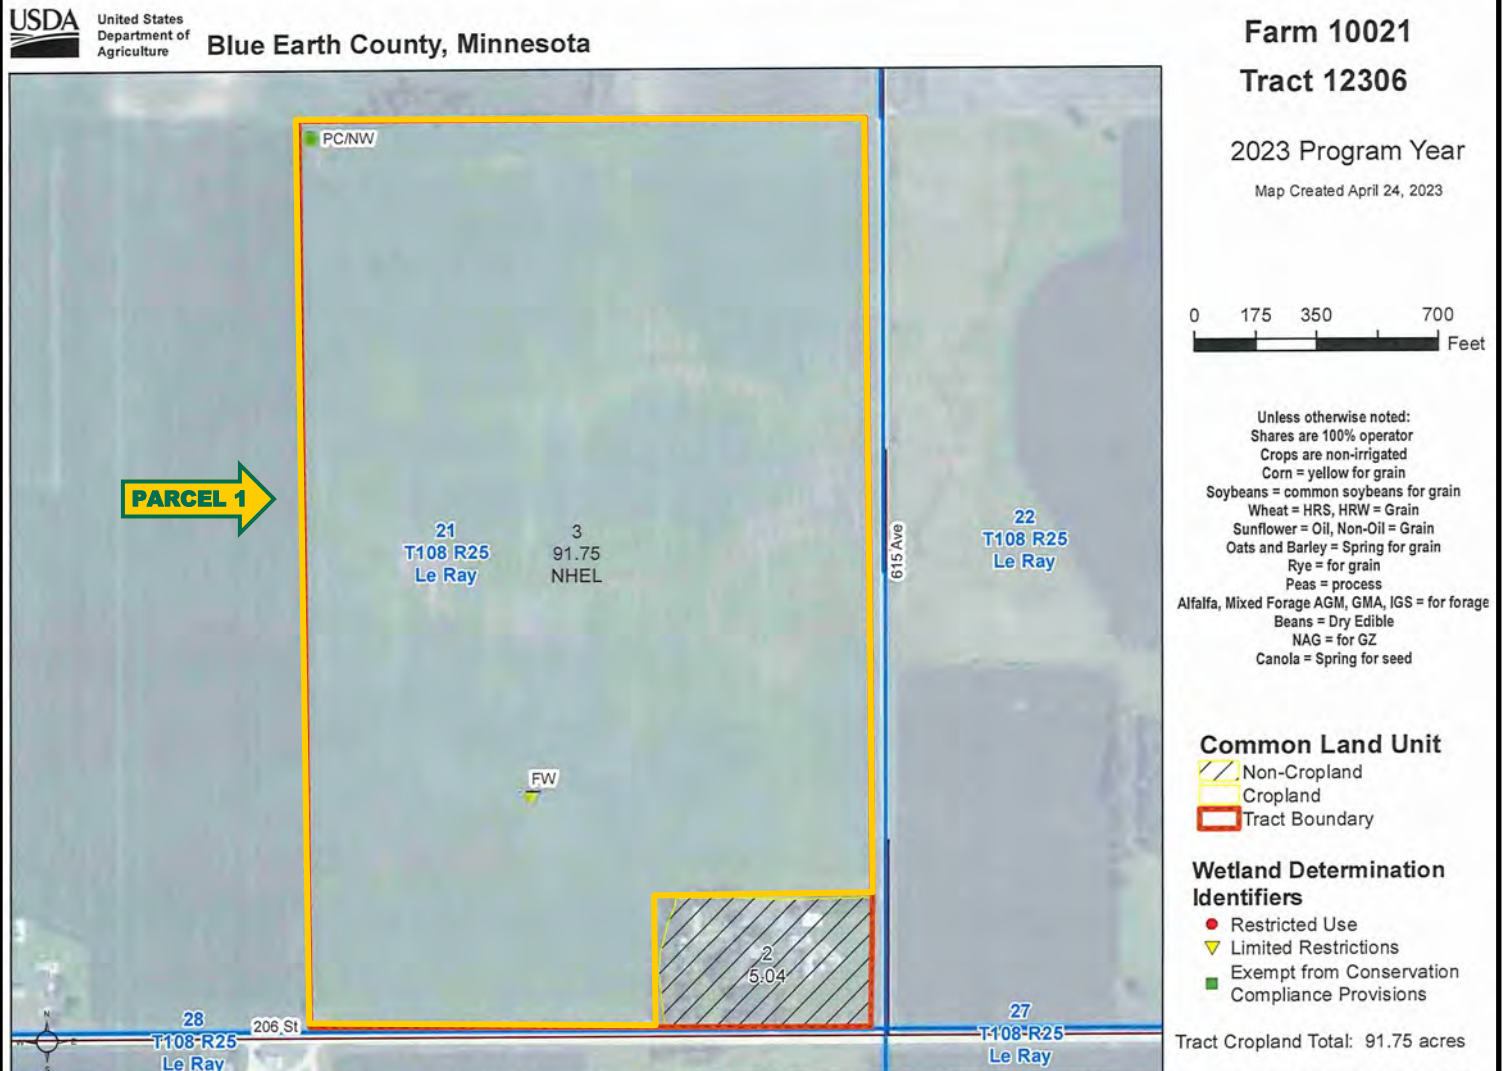 USDA
United States
Department of
Agriculture
Blue Earth County, Minnesota
Farm 10021
Tract 12306
2023 Program Year
Map Created April 24, 2023
0 175 350 700
Feet
Unless otherwise noted:
Shares are 100% operator
Crops are non-irrigated
Corn = yellow for grain
Soybeans = common soybeans for grain
Wheat = HRS, HRW = Grain
Sunflower = Oil, Non-Oil = Grain
Oats and Barley = Spring for grain
Rye = for grain
Peas = process
Alfalfa, Mixed Forage AGM, GMA, IGS = for forage
Beans = Dry Edible
NAG = for GZ
Canola = Spring for seed
Common Land Unit
Non-Cropland
Cropland
Tract Boundary
Wetland Determination
Identifiers
Restricted Use
Limited Restrictions
Exempt from Conservation
Compliance Provisions
Tract Cropland Total: 91.75 acres
PC/NW
PARCEL 1
21
T108 R25
Le Ray
3
91.75
NHEL
615 Ave
22
T108 R25
Le Ray
FW
2
5.04
206 St
28
T108 R25
Le Ray
27
T108 R25
Le Ray
N
W
E
S